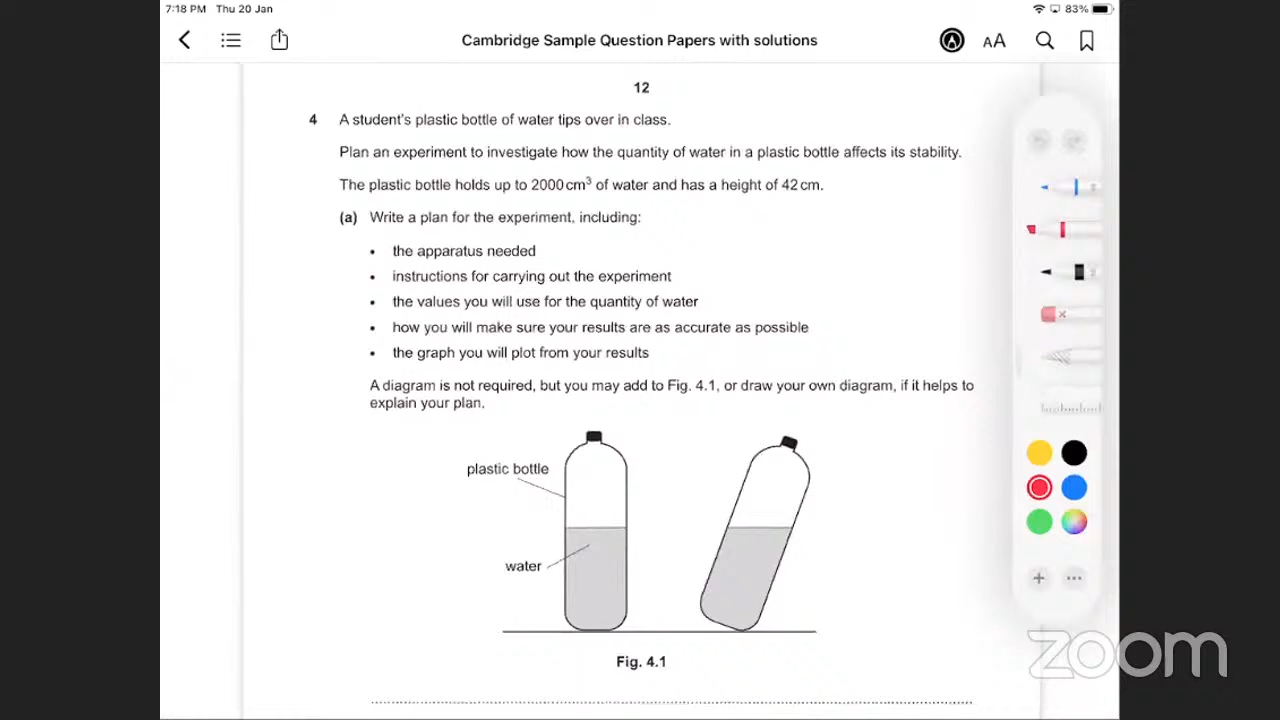 7:18 PM Thu 20 Jan
83%
Cambridge Sample Question Papers with solutions
AA
12
4 A student's plastic bottle of water tips over in class.
Plan an experiment to investigate how the quantity of water in a plastic bottle affects its stability.
The plastic bottle holds up to 2000 cm³ of water and has a height of 42 cm.
(a) Write a plan for the experiment, including:
• the apparatus needed
• instructions for carrying out the experiment
• the values you will use for the quantity of water
• how you will make sure your results are as accurate as possible
• the graph you will plot from your results
A diagram is not required, but you may add to Fig. 4.1, or draw your own diagram, if it helps to
explain your plan.
plastic bottle
water
Fig. 4.1
zoom